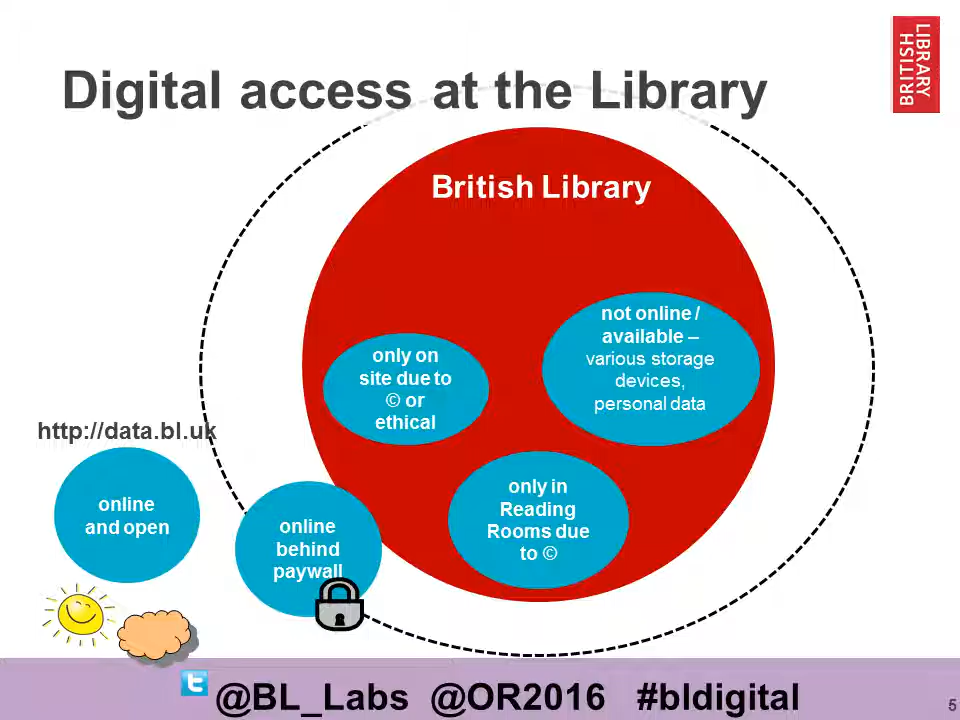 Digital access at the Library
BRITISH
LIBRARY
British Library
not online /
available –
various storage
devices,
personal data
only on
site due to
© or
ethical
http://data.bl.uk
only in
Reading
Rooms due
to ©
online
and open
online
behind
paywall
@BL_Labs @OR2016 #bldigital
5